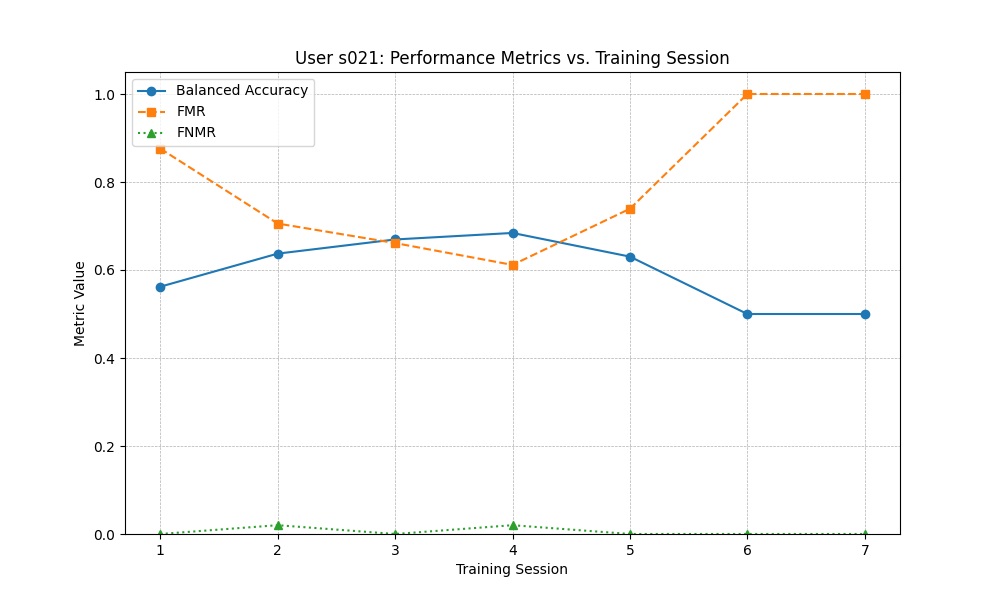 User s021: Performance Metrics vs. Training Session
Balanced Accuracy
FMR
FNMR
1.0
0.8
0.6
0.4
0.2
0.0
Metric Value
1 2 3 4 5 6 7
Training Session